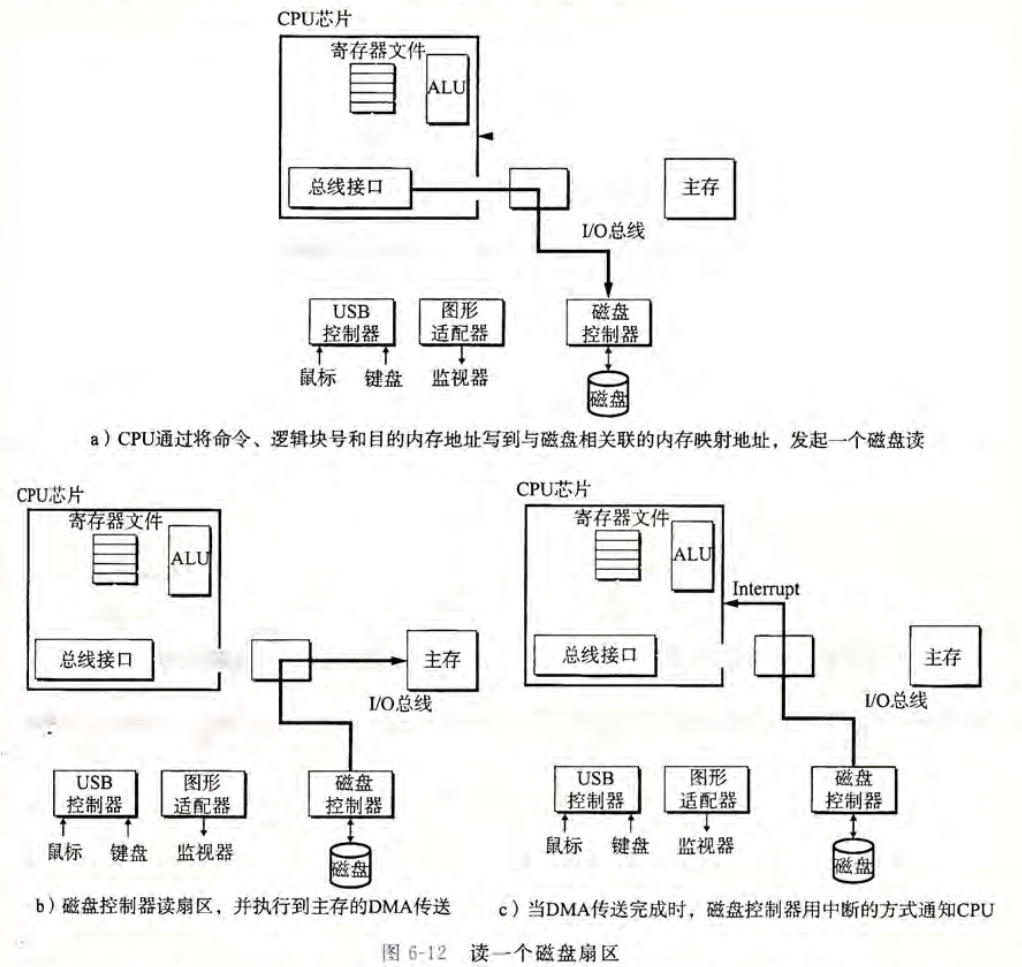 CPU芯片
寄存器文件
ALU
总线接口
主存
I/O总线
USB
控制器
图形
适配器
磁盘
控制器
鼠标
键盘
监视器
磁盘
a）CPU通过将命令、逻辑块号和目的内存地址写到与磁盘相关联的内存映射地址，发起一个磁盘读
CPU芯片
寄存器文件
ALU
总线接口
主存
I/O总线
USB
控制器
图形
适配器
磁盘
控制器
鼠标
键盘
监视器
磁盘
b）磁盘控制器读扇区，并执行到主存的DMA传送
CPU芯片
寄存器文件
ALU
Interrupt
总线接口
主存
I/O总线
USB
控制器
图形
适配器
磁盘
控制器
鼠标
键盘
监视器
磁盘
c）当DMA传送完成时，磁盘控制器用中断的方式通知CPU
图 6-12 读一个磁盘扇区